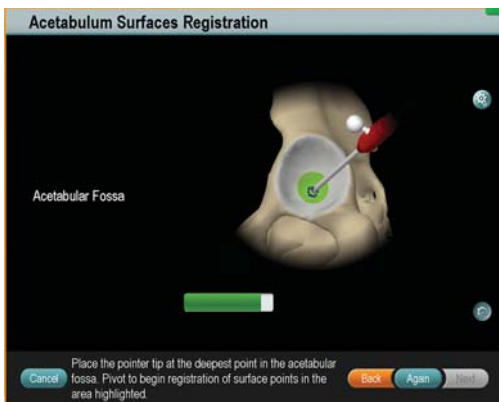 Acetabulum Surfaces Registration
Acetabular Fossa
Place the pointer tip at the deepest point in the acetabular
fossa. Pivot to begin registration of surface points in the
area highlighted.
Cancel
Back
Again
Next